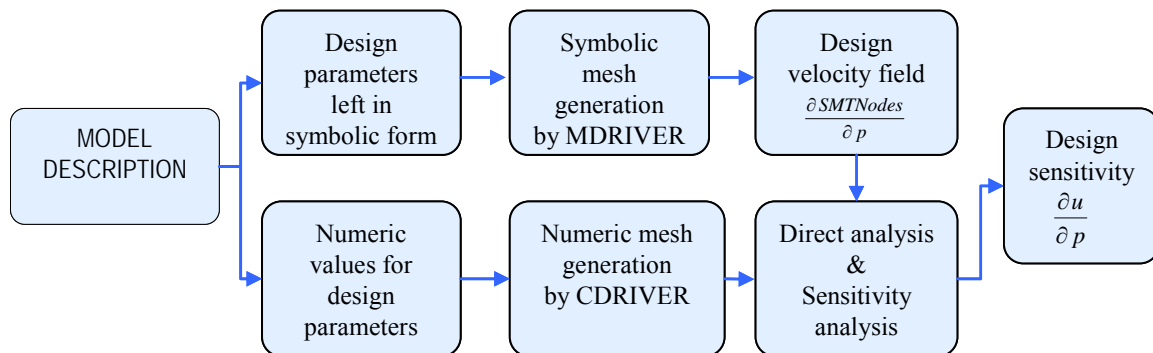 MODEL
DESCRIPTION
Design
parameters
left in
symbolic form
Symbolic
mesh
generation
by MDRIVER
Design
velocity field
∂ SMTNodes
∂ p
Numeric
values for
design
parameters
Numeric mesh
generation
by CDRIVER
Direct analysis
&
Sensitivity
analysis
Design
sensitivity
∂ u
∂ p